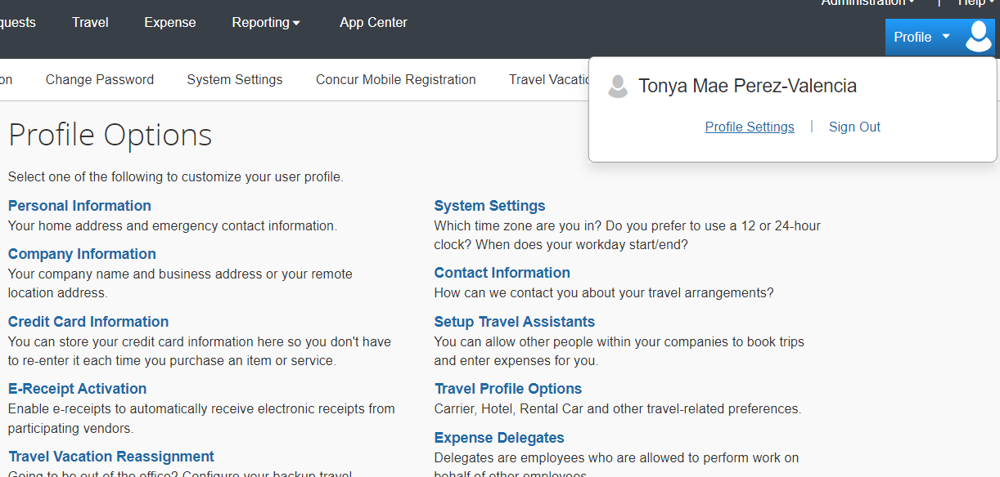 Administration
Help
quests Travel Expense Reporting App Center
Profile
on Change Password System Settings Concur Mobile Registration Travel Vacatio
Tonya Mae Perez-Valencia
Profile Settings | Sign Out
Profile Options
Select one of the following to customize your user profile.
Personal Information
Your home address and emergency contact information.
Company Information
Your company name and business address or your remote
location address.
Credit Card Information
You can store your credit card information here so you don't have
to re-enter it each time you purchase an item or service.
E-Receipt Activation
Enable e-receipts to automatically receive electronic receipts from
participating vendors.
Travel Vacation Reassignment
Going to be out of the office? Configure your backup travel
System Settings
Which time zone are you in? Do you prefer to use a 12 or 24-hour
clock? When does your workday start/end?
Contact Information
How can we contact you about your travel arrangements?
Setup Travel Assistants
You can allow other people within your companies to book trips
and enter expenses for you.
Travel Profile Options
Carrier, Hotel, Rental Car and other travel-related preferences.
Expense Delegates
Delegates are employees who are allowed to perform work on
behalf of other employees.